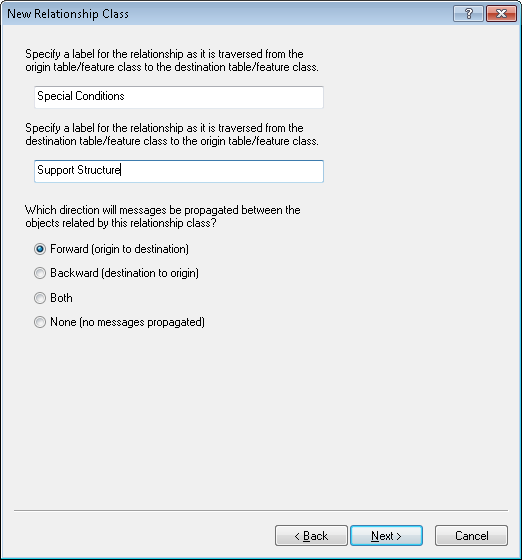 New Relationship Class
?
Specify a label for the relationship as it is traversed from the
origin table/feature class to the destination table/feature class.
Special Conditions
Specify a label for the relationship as it is traversed from the
destination table/feature class to the origin table/feature class.
Support Structure
Which direction will messages be propagated between the
objects related by this relationship class?
Forward (origin to destination)
Backward (destination to origin)
Both
None (no messages propagated)
< Back Next > Cancel